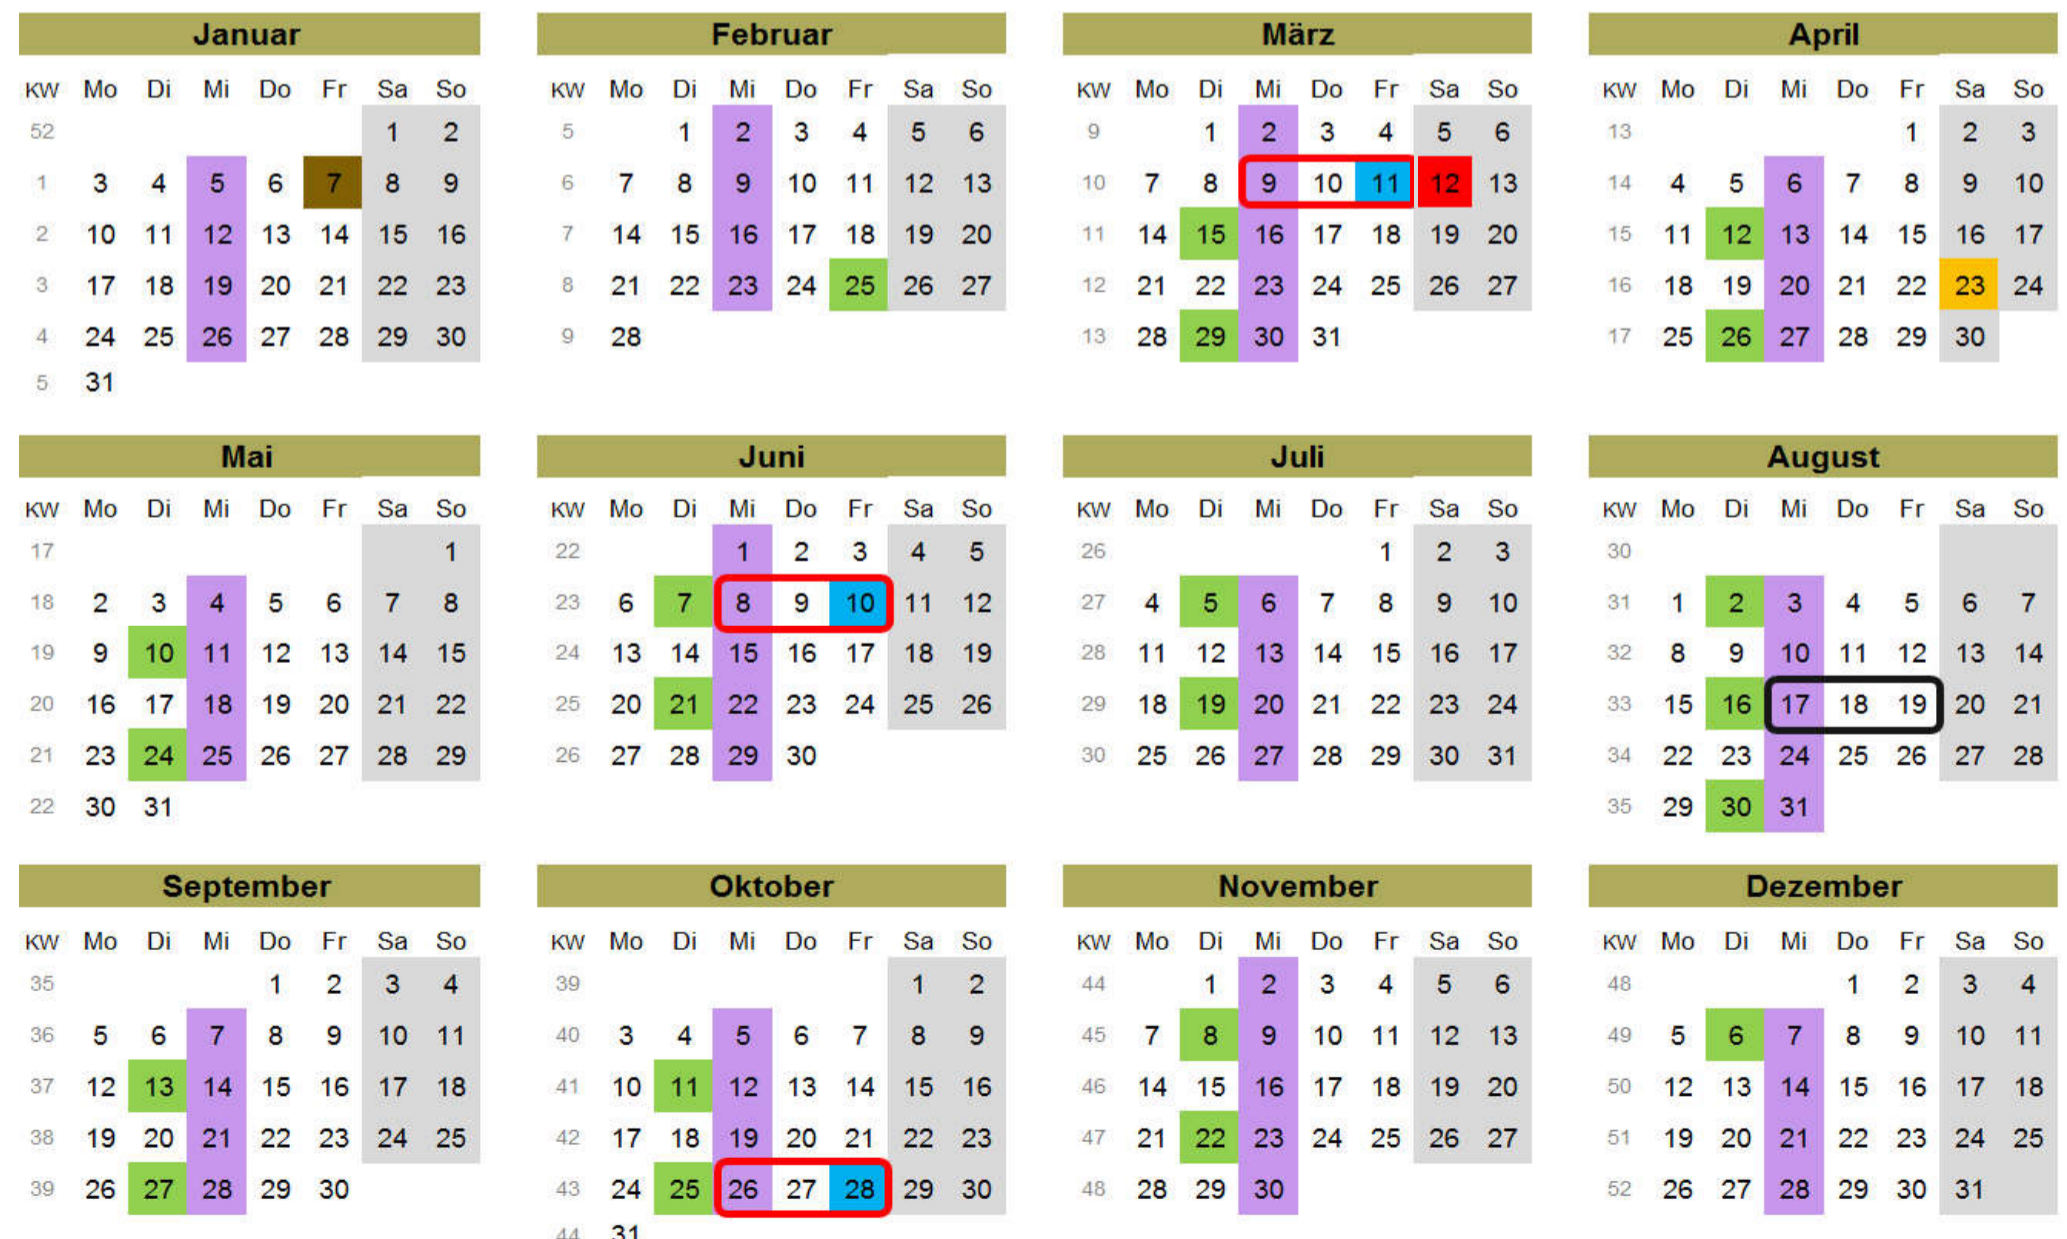 Januar
KW Mo Di Mi Do Fr Sa So
52 1 2
1 3 4 5 6 7 8 9
2 10 11 12 13 14 15 16
3 17 18 19 20 21 22 23
4 24 25 26 27 28 29 30
5 31
Februar
KW Mo Di Mi Do Fr Sa So
5 1 2 3 4 5 6
6 7 8 9 10 11 12 13
7 14 15 16 17 18 19 20
8 21 22 23 24 25 26 27
9 28
März
KW Mo Di Mi Do Fr Sa So
9 1 2 3 4 5 6
10 7 8 9 10 11 12 13
11 14 15 16 17 18 19 20
12 21 22 23 24 25 26 27
13 28 29 30 31
April
KW Mo Di Mi Do Fr Sa So
13 1 2 3
14 4 5 6 7 8 9 10
15 11 12 13 14 15 16 17
16 18 19 20 21 22 23 24
17 25 26 27 28 29 30
Mai
KW Mo Di Mi Do Fr Sa So
17 1
18 2 3 4 5 6 7 8
19 9 10 11 12 13 14 15
20 16 17 18 19 20 21 22
21 23 24 25 26 27 28 29
22 30 31
Juni
KW Mo Di Mi Do Fr Sa So
22 1 2 3 4 5
23 6 7 8 9 10 11 12
24 13 14 15 16 17 18 19
25 20 21 22 23 24 25 26
26 27 28 29 30
Juli
KW Mo Di Mi Do Fr Sa So
26 1 2 3
27 4 5 6 7 8 9 10
28 11 12 13 14 15 16 17
29 18 19 20 21 22 23 24
30 25 26 27 28 29 30 31
August
KW Mo Di Mi Do Fr Sa So
30
31 1 2 3 4 5 6 7
32 8 9 10 11 12 13 14
33 15 16 17 18 19 20 21
34 22 23 24 25 26 27 28
35 29 30 31
September
KW Mo Di Mi Do Fr Sa So
35 1 2 3 4
36 5 6 7 8 9 10 11
37 12 13 14 15 16 17 18
38 19 20 21 22 23 24 25
39 26 27 28 29 30
Oktober
KW Mo Di Mi Do Fr Sa So
39 1 2
40 3 4 5 6 7 8 9
41 10 11 12 13 14 15 16
42 17 18 19 20 21 22 23
43 24 25 26 27 28 29 30
44 31
November
KW Mo Di Mi Do Fr Sa So
44 1 2 3 4 5 6
45 7 8 9 10 11 12 13
46 14 15 16 17 18 19 20
47 21 22 23 24 25 26 27
48 28 29 30
Dezember
KW Mo Di Mi Do Fr Sa So
48 1 2 3 4
49 5 6 7 8 9 10 11
50 12 13 14 15 16 17 18
51 19 20 21 22 23 24 25
52 26 27 28 29 30 31